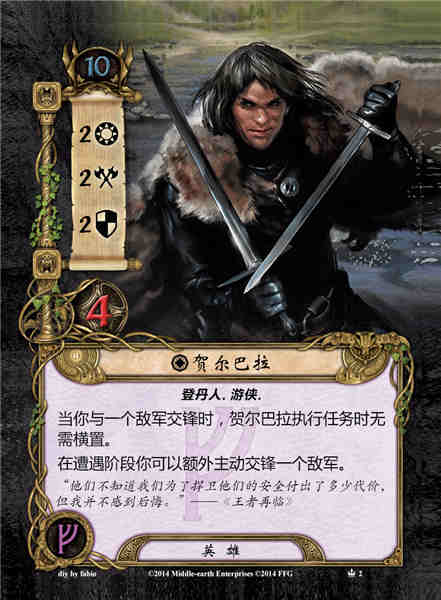 10
2
2
2
4
贺尔巴拉
登丹人. 游侠.
当你与一个敌军交锋时，贺尔巴拉执行任务时无
需横置。
在遭遇阶段你可以额外主动交锋一个敌军。
“他们不知道我们为了捍卫他们的安全付出了多少代价，
但我并不感到后悔。”——《王者再临》
英雄
diy by fabio ©2014 Middle-earth Enterprises ©2014 FFG 2